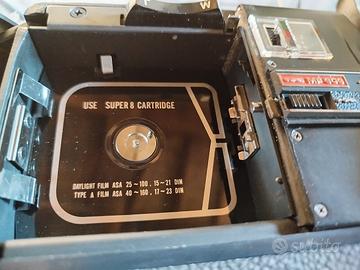 T
W
USE SUPER 8 CARTRIDGE
DAYLIGHT FILM ASA 25~100, 15~21 DIN
TYPE A FILM ASA 40~160, 17~23 DIN
subito